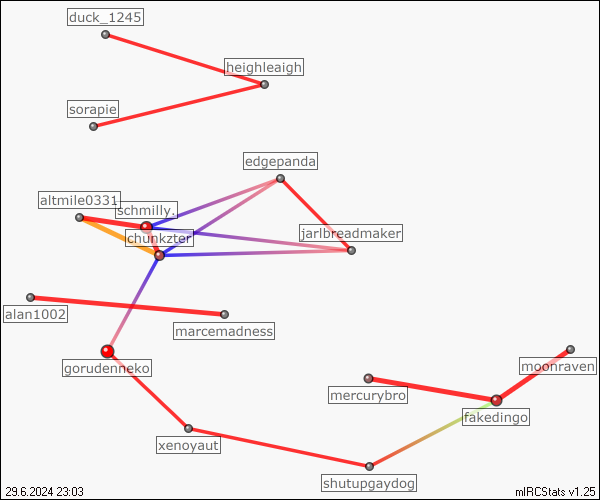 duck_1245
heighleaigh
sorapie
edgepanda
altmile0331
schmilly.
chunkzter
jarlbreadmaker
alan1002
marcemadness
gorudenneko
moonraven
mercurybro
fakedingo
xenoyaut
shutupgaydog
29.6.2024 23:03
mIRCStats v1.25